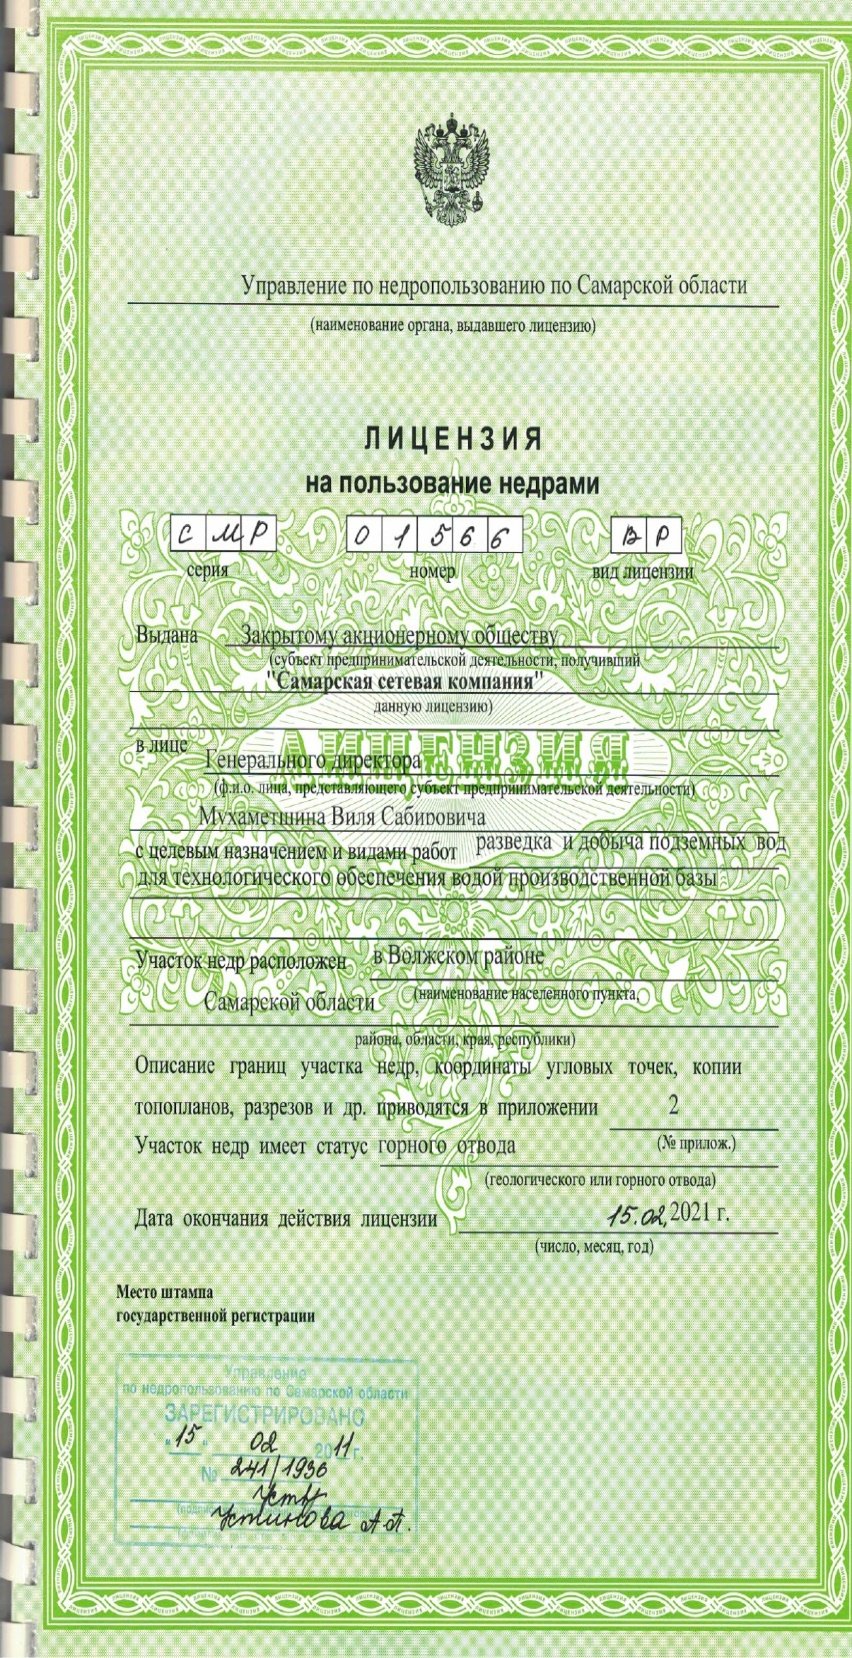 Управление по недропользованию по Самарской области
(наименование органа, выдавшего лицензию)
ЛИЦЕНЗИЯ
на пользование недрами
СМР 01566 ВР
серия номер вид лицензии
Выдана Закрытому акционерному обществу
(субъект предпринимательской деятельности, получивший
"Самарская сетевая компания"
данную лицензию)
ЛИЦЕНЗИЯ
в лице Генерального директора
(ф.и.о. лица, представляющего субъект предпринимательской деятельности)
Мухаметшина Виля Сабировича
с целевым назначением и видами работ разведка и добыча подземных вод
для технологического обеспечения водой производственной базы
Участок недр расположен в Волжском районе
(наименование населенного пункта,
Самарской области
района, области, края, республики)
Описание границ участка недр, координаты угловых точек, копии
топопланов, разрезов и др. приводятся в приложении 2
(№ прилож.)
Участок недр имеет статус горного отвода
(геологического или горного отвода)
Дата окончания действия лицензии 15.02.2021 г.
(число, месяц, год)
Место штампа
государственной регистрации
Управление
по недропользованию по Самарской области
ЗАРЕГИСТРИРОВАНО
"15" 02 2011 г.
№ 241/1936
Устинова А.П.